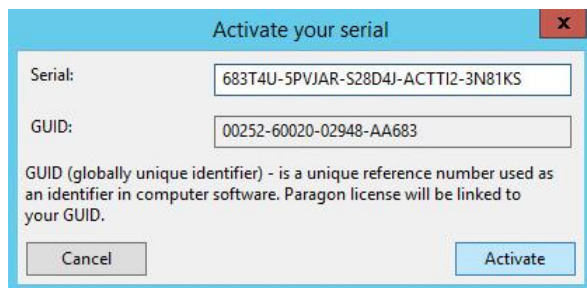 Activate your serial
x
Serial: 683T4U-5PVJAR-S28D4J-ACTTI2-3N81KS
GUID: 00252-60020-02948-AA683
GUID (globally unique identifier) - is a unique reference number used as
an identifier in computer software. Paragon license will be linked to
your GUID.
Cancel Activate